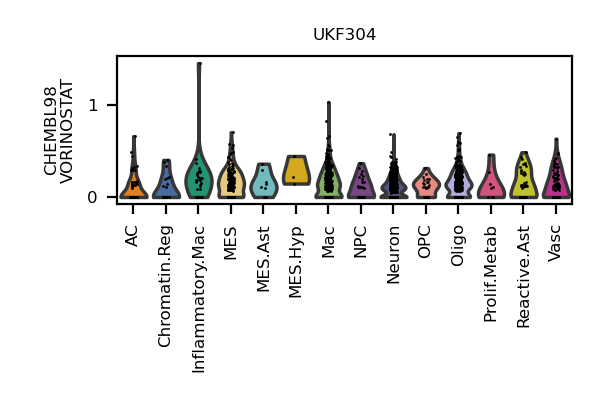 UKF304
CHEMBL98
VORINOSTAT
1
0
AC
Chromatin.Reg
Inflammatory.Mac
MES
MES.Ast
MES.Hyp
Mac
NPC
Neuron
OPC
Oligo
Prolif.Metab
Reactive.Ast
Vasc